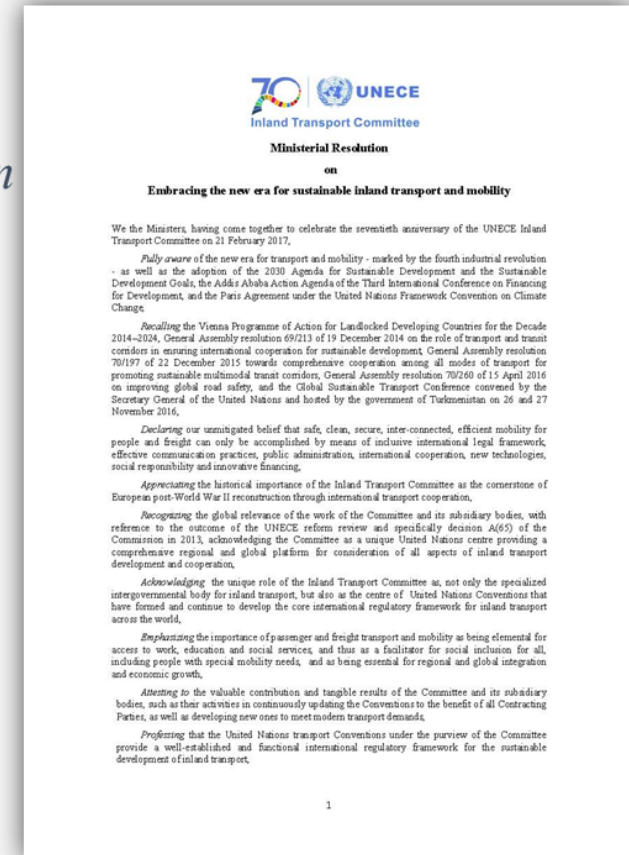 n
70 UNECE
Inland Transport Committee
Ministerial Resolution
on
Embracing the new era for sustainable inland transport and mobility
We the Ministers, having come together to celebrate the seventieth anniversary of the UNECE Inland
Transport Committee on 21 February 2017,
Fully aware of the new era for transport and mobility - marked by the fourth industrial revolution
- as well as the adoption of the 2030 Agenda for Sustainable Development and the Sustainable
Development Goals, the Addis Ababa Action Agenda of the Third International Conference on Financing
for Development, and the Paris Agreement under the United Nations Framework Convention on Climate
Change,
Recalling the Vienna Programme of Action for Landlocked Developing Countries for the Decade
2014–2024, General Assembly resolution 69/213 of 19 December 2014 on the role of transport and transit
corridors in ensuring international cooperation for sustainable development, General Assembly resolution
70/197 of 22 December 2015 towards comprehensive cooperation among all modes of transport for
promoting sustainable multimodal transit corridors, General Assembly resolution 70/260 of 15 April 2016
on improving global road safety, and the Global Sustainable Transport Conference convened by the
Secretary General of the United Nations and hosted by the government of Turkmenistan on 26 and 27
November 2016,
Declaring our unmitigated belief that safe, clean, secure, inter-connected, efficient mobility for
people and freight can only be accomplished by means of inclusive international legal framework,
effective communication practices, public administration, international cooperation, new technologies,
social responsibility and innovative financing,
Appreciating the historical importance of the Inland Transport Committee as the cornerstone of
European post-World War II reconstruction through international transport cooperation,
Recognizing the global relevance of the work of the Committee and its subsidiary bodies, with
reference to the outcome of the UNECE reform review and specifically decision A(65) of the
Commission in 2013, acknowledging the Committee as a unique United Nations centre providing a
comprehensive regional and global platform for consideration of all aspects of inland transport
development and cooperation,
Acknowledging the unique role of the Inland Transport Committee as, not only the specialized
intergovernmental body for inland transport, but also as the centre of United Nations Conventions that
have formed and continue to develop the core international regulatory framework for inland transport
across the world,
Emphasizing the importance of passenger and freight transport and mobility as being elemental for
access to work, education and social services, and thus as a facilitator for social inclusion for all,
including people with special mobility needs, and as being essential for regional and global integration
and economic growth,
Attesting to the valuable contribution and tangible results of the Committee and its subsidiary
bodies, such as their activities in continuously updating the Conventions to the benefit of all Contracting
Parties, as well as developing new ones to meet modern transport demands,
Professing that the United Nations transport Conventions under the purview of the Committee
provide a well-established and functional international regulatory framework for the sustainable
development of inland transport,
1